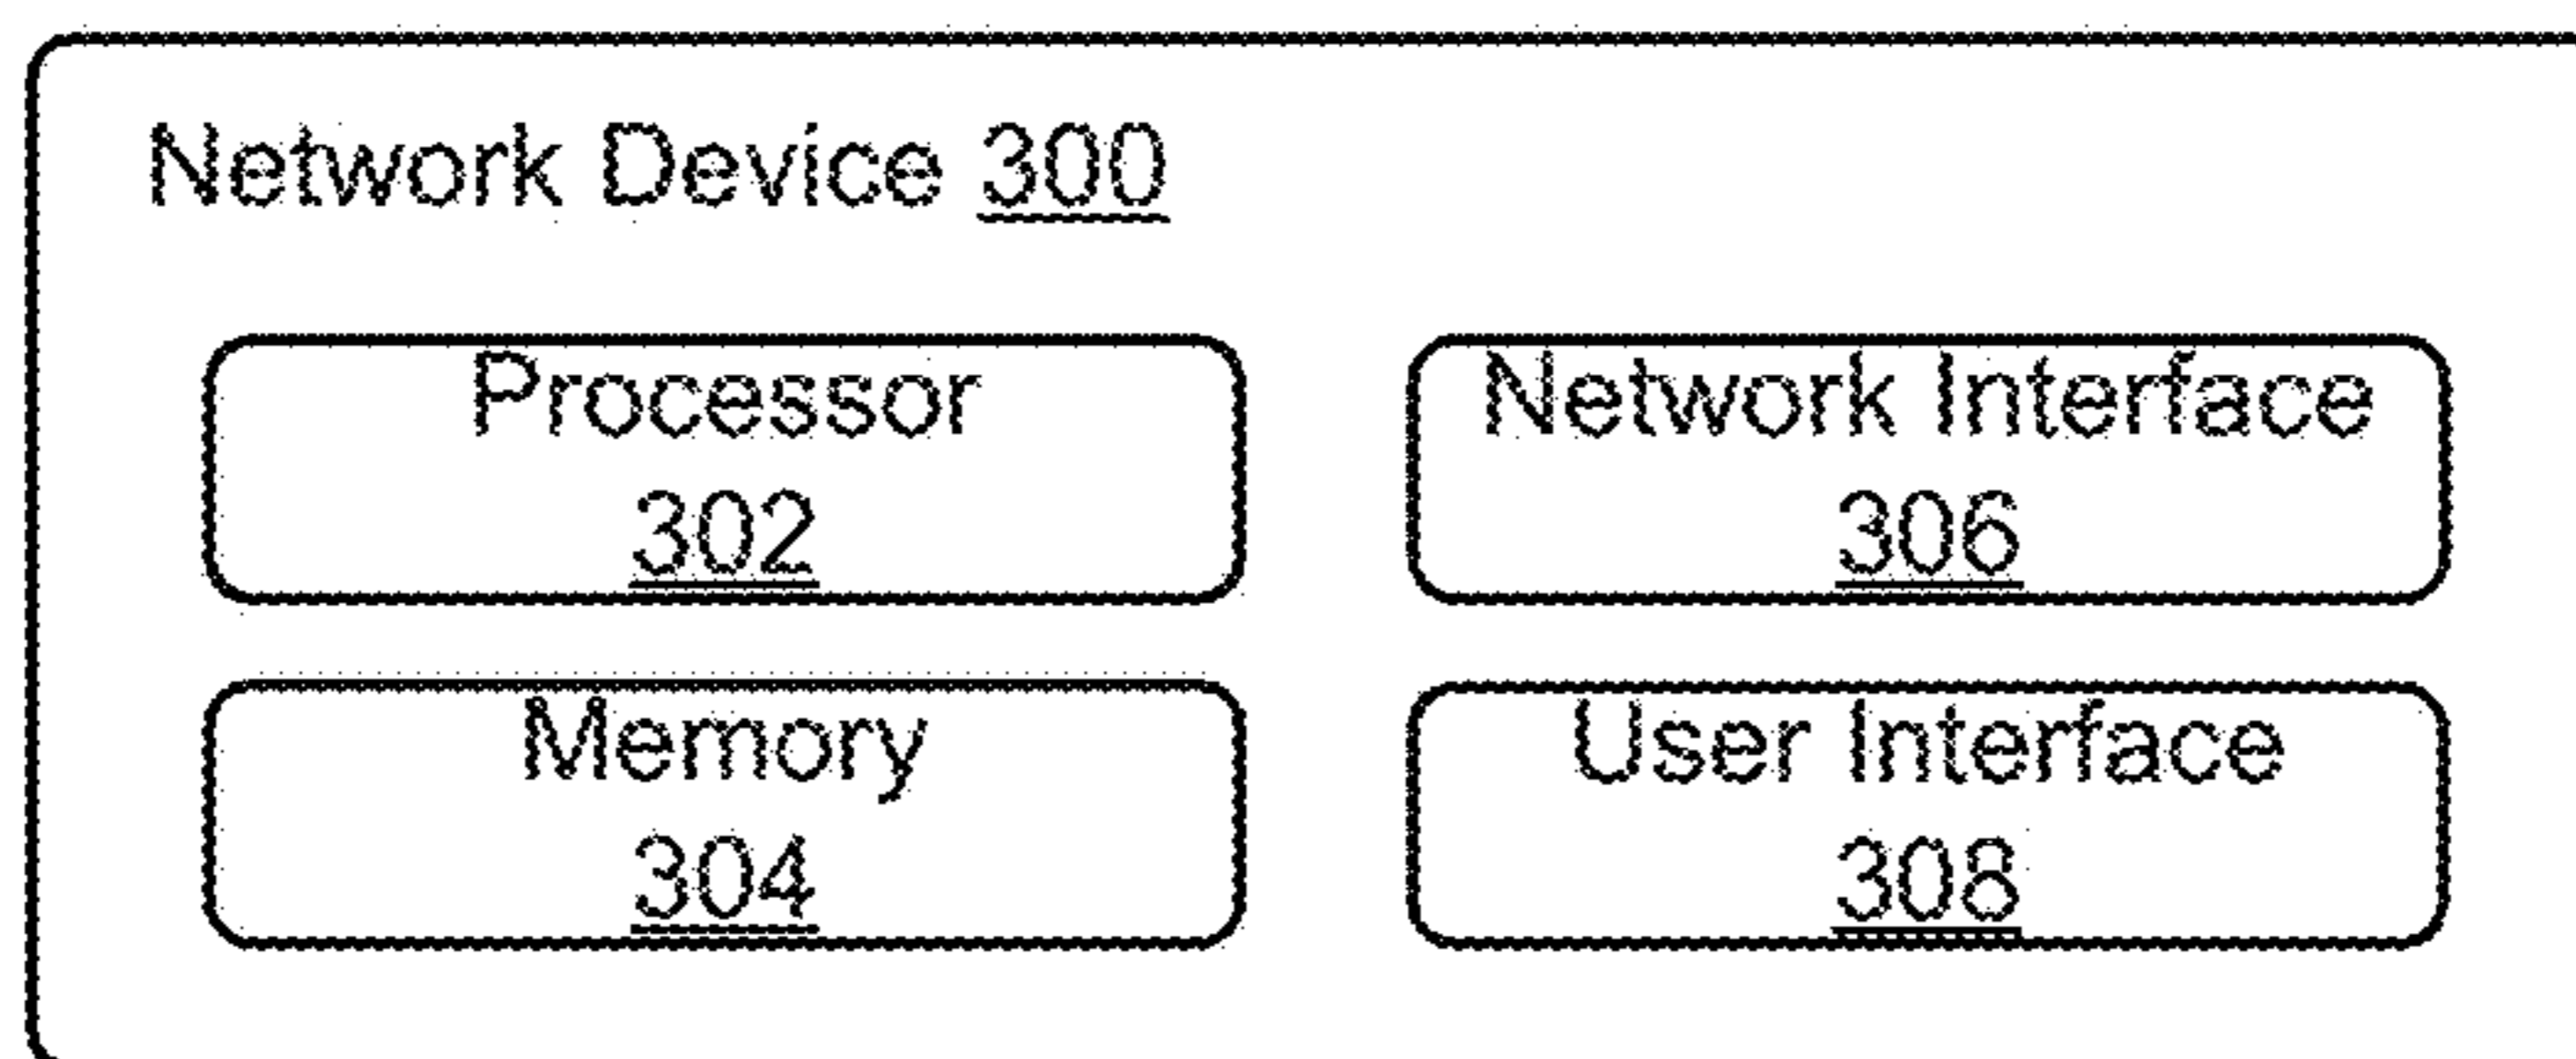 Network Device 300
Processor
302
Network Interface
306
Memory
304
User Interface
308